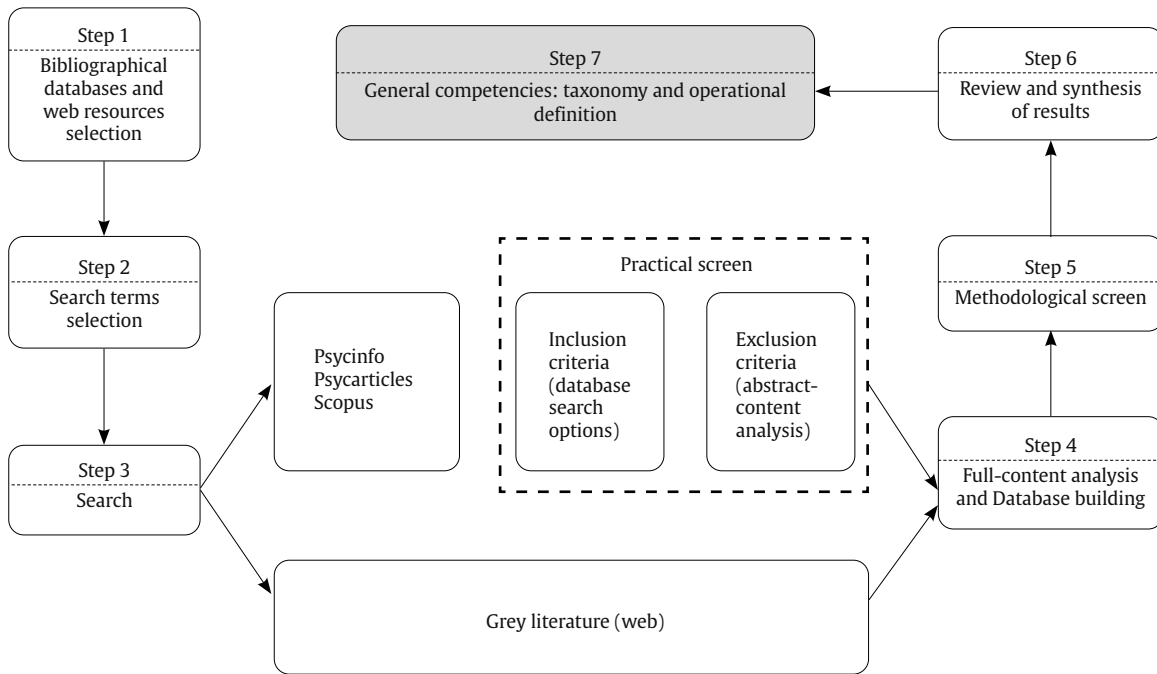 Step 1
Bibliographical
databases and
web resources
selection
Step 2
Search terms
selection
Step 3
Search
Psycinfo
Psycarticles
Scopus
Practical screen
Inclusion
criteria
(database
search
options)
Exclusion
criteria
(abstract-
content
analysis)
Grey literature (web)
Step 4
Full-content analysis
and Database building
Step 5
Methodological screen
Step 6
Review and synthesis
of results
Step 7
General competencies: taxonomy and operational
definition